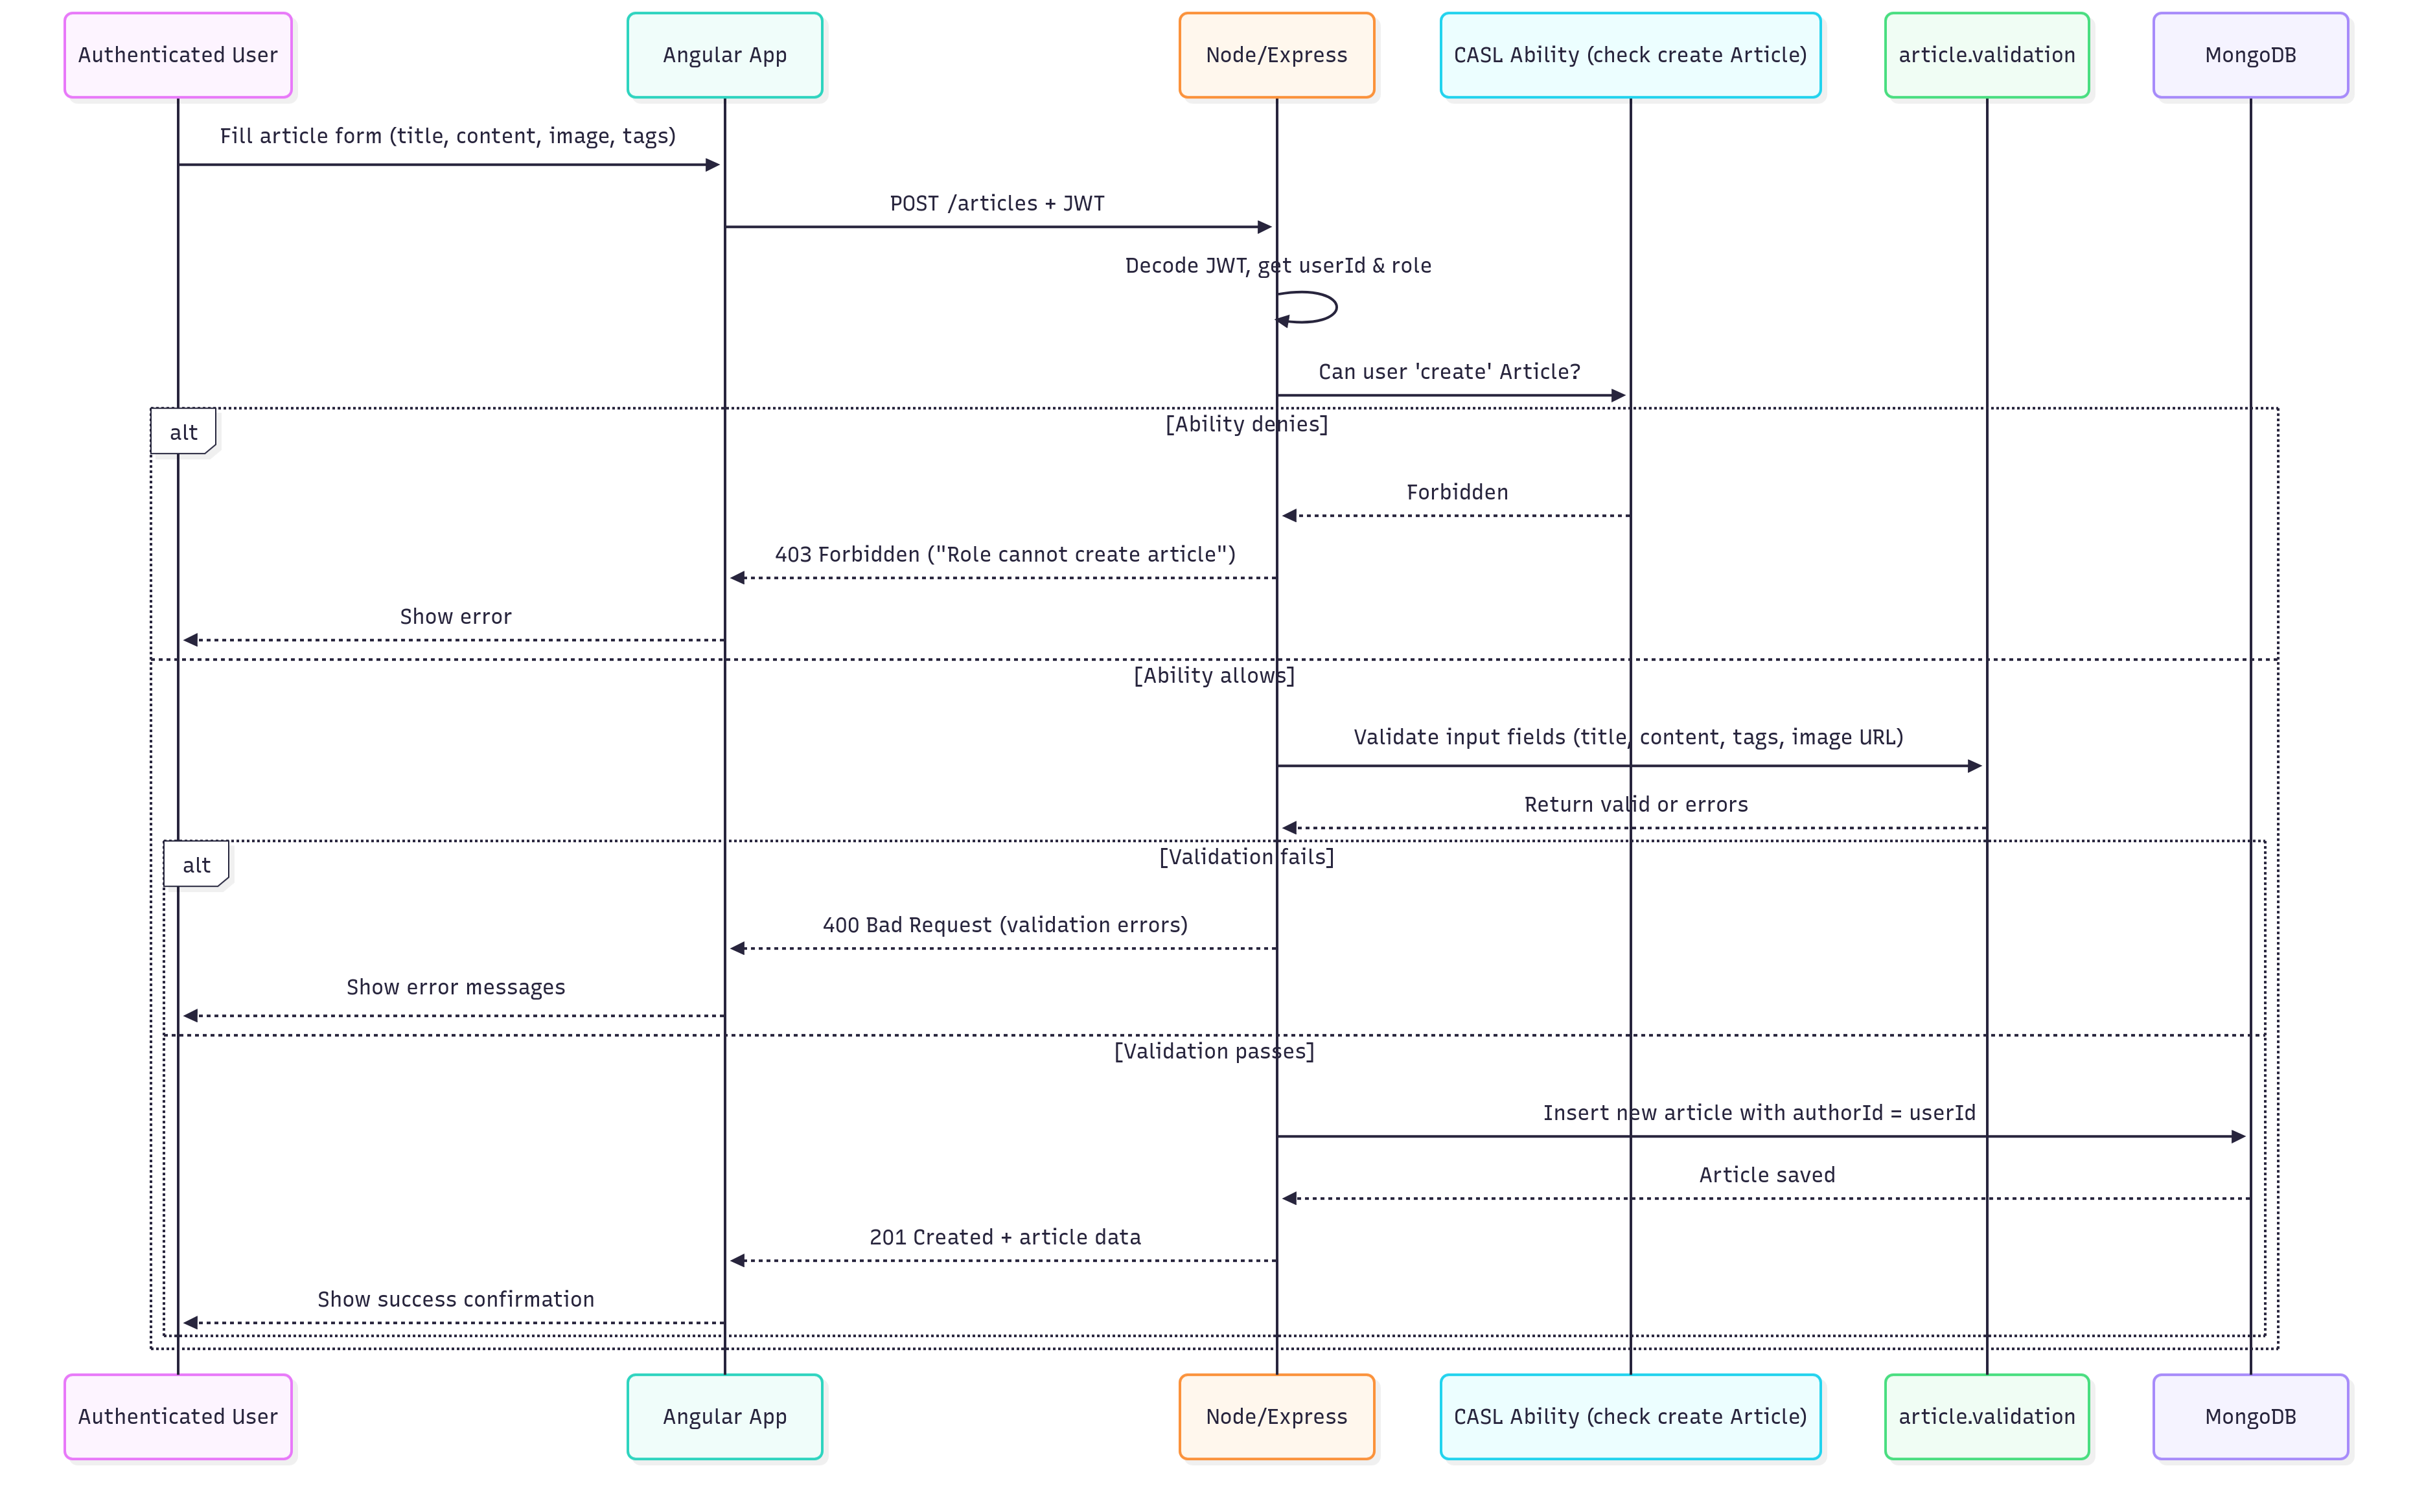 Authenticated User
Angular App
Node/Express
CASL Ability (check create Article)
article.validation
MongoDB
Fill article form (title, content, image, tags)
POST /articles + JWT
Decode JWT, get userId & role
Can user 'create' Article?
alt
[Ability denies]
Forbidden
403 Forbidden ("Role cannot create article")
Show error
[Ability allows]
Validate input fields (title, content, tags, image URL)
Return valid or errors
alt
[Validation fails]
400 Bad Request (validation errors)
Show error messages
[Validation passes]
Insert new article with authorId = userId
Article saved
201 Created + article data
Show success confirmation
Authenticated User
Angular App
Node/Express
CASL Ability (check create Article)
article.validation
MongoDB